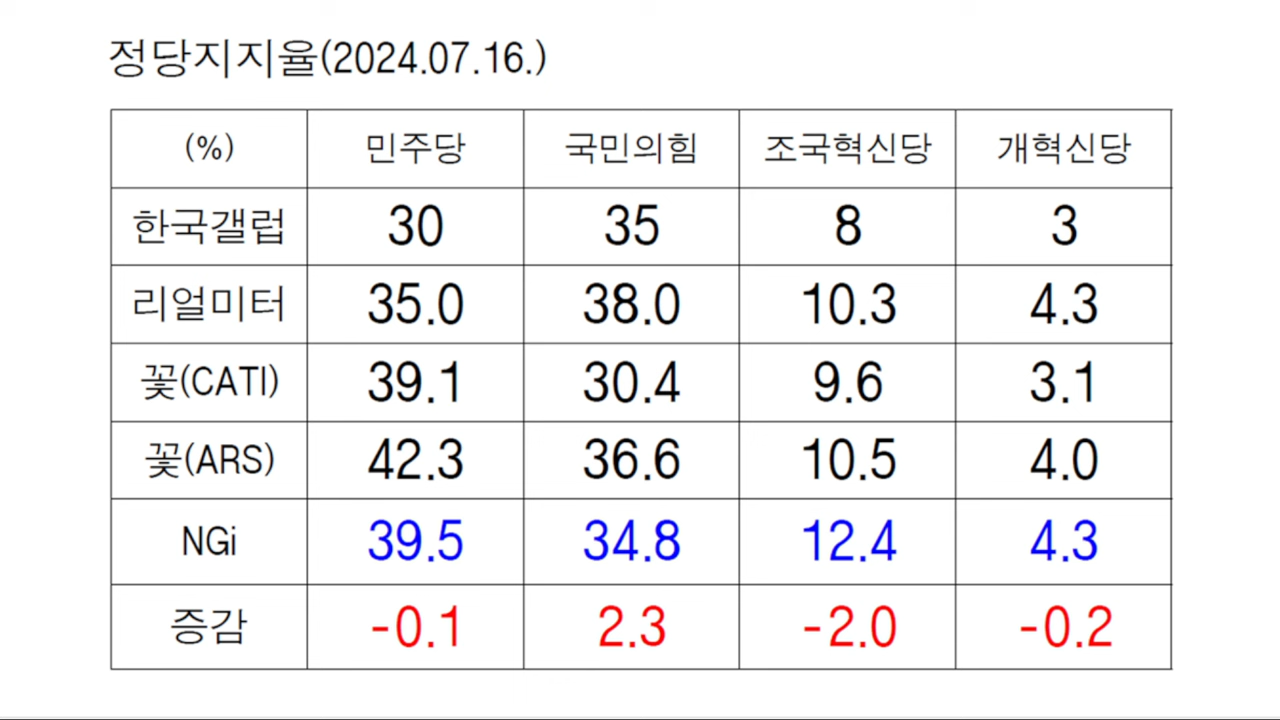 정당지지율(2024.07.16.)
(%) 민주당 국민의힘 조국혁신당 개혁신당
한국갤럽 30 35 8 3
리얼미터 35.0 38.0 10.3 4.3
꽃(CATI) 39.1 30.4 9.6 3.1
꽃(ARS) 42.3 36.6 10.5 4.0
NGi 39.5 34.8 12.4 4.3
증감 -0.1 2.3 -2.0 -0.2